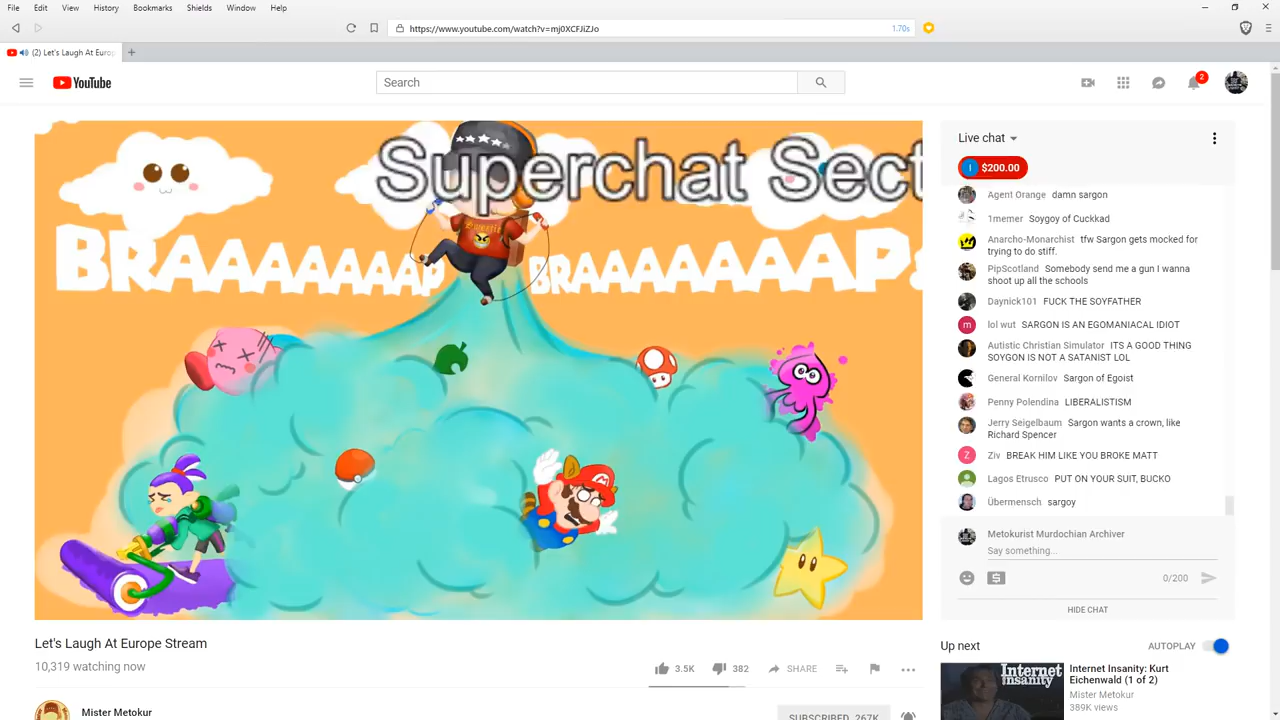 File Edit View History Bookmarks Shields Window Help
https://www.youtube.com/watch?v=mj0XCFJiZJo 1.70s
(2) Let's Laugh At Euro
YouTube
Search
2
Superchat Sect
BRAAAAAAAP
BRAAAAAAAAP
Sweetie
Live chat
I $200.00
Agent Orange damn sargon
1memer Soygoy of Cuckkad
Anarcho-Monarchist tfw Sargon gets mocked for
trying to do stiff.
PipScotland Somebody send me a gun I wanna
shoot up all the schools
Daynick101 FUCK THE SOYFATHER
m lol wut SARGON IS AN EGOMANIACAL IDIOT
Autistic Christian Simulator ITS A GOOD THING
SOYGON IS NOT A SATANIST LOL
General Kornilov Sargon of Egoist
Penny Polendina LIBERALISTISM
Jerry Seigelbaum Sargon wants a crown, like
Richard Spencer
Z Ziv BREAK HIM LIKE YOU BROKE MATT
Lagos Etrusco PUT ON YOUR SUIT, BUCKO
Übermensch sargoy
Metokurist Murdochian Archiver
Say something...
0/200
HIDE CHAT
Let's Laugh At Europe Stream
10,319 watching now
3.5K 382 SHARE
Mister Metokur
SUBSCRIBED 267K
Up next AUTOPLAY
Internet
Insanity
Internet Insanity: Kurt
Eichenwald (1 of 2)
Mister Metokur
389K views